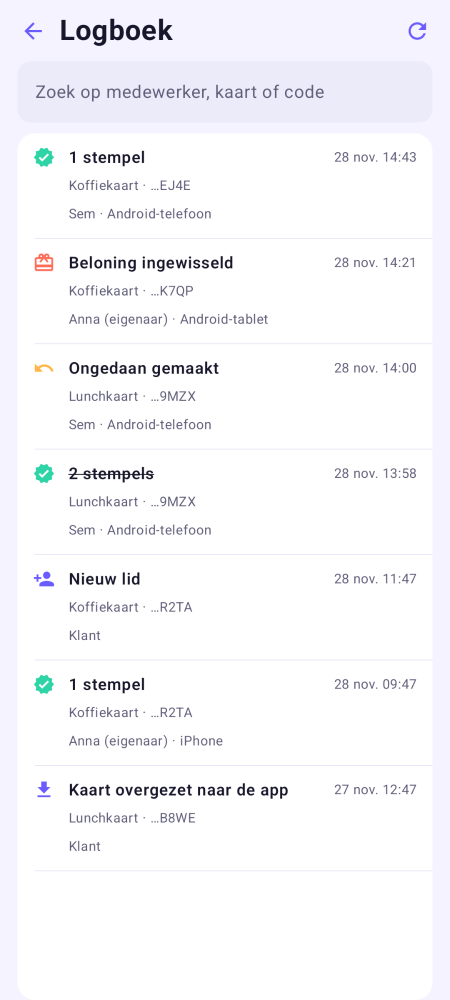 Logboek
Zoek op medewerker, kaart of code
1 stempel
28 nov. 14:43
Koffiekaart · …EJ4E
Sem · Android-telefoon
Beloning ingewisseld
28 nov. 14:21
Koffiekaart · …K7QP
Anna (eigenaar) · Android-tablet
Ongedaan gemaakt
28 nov. 14:00
Lunchkaart · …9MZX
Sem · Android-telefoon
2 stempels
28 nov. 13:58
Lunchkaart · …9MZX
Sem · Android-telefoon
Nieuw lid
28 nov. 11:47
Koffiekaart · …R2TA
Klant
1 stempel
28 nov. 09:47
Koffiekaart · …R2TA
Anna (eigenaar) · iPhone
Kaart overgezet naar de app
27 nov. 12:47
Lunchkaart · …B8WE
Klant